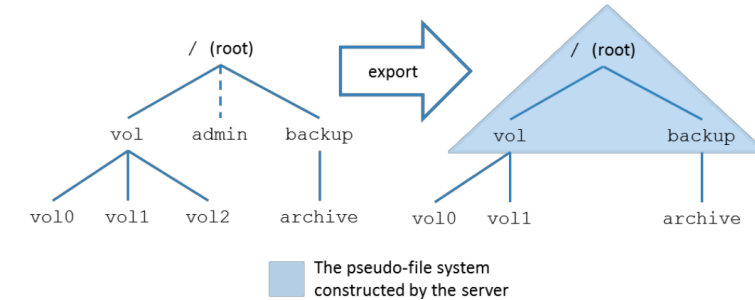 / (root)
export
/ (root)
vol admin backup
vol backup
vol0 vol1 vol2 archive
vol0 vol1 archive
The pseudo-file system
constructed by the server